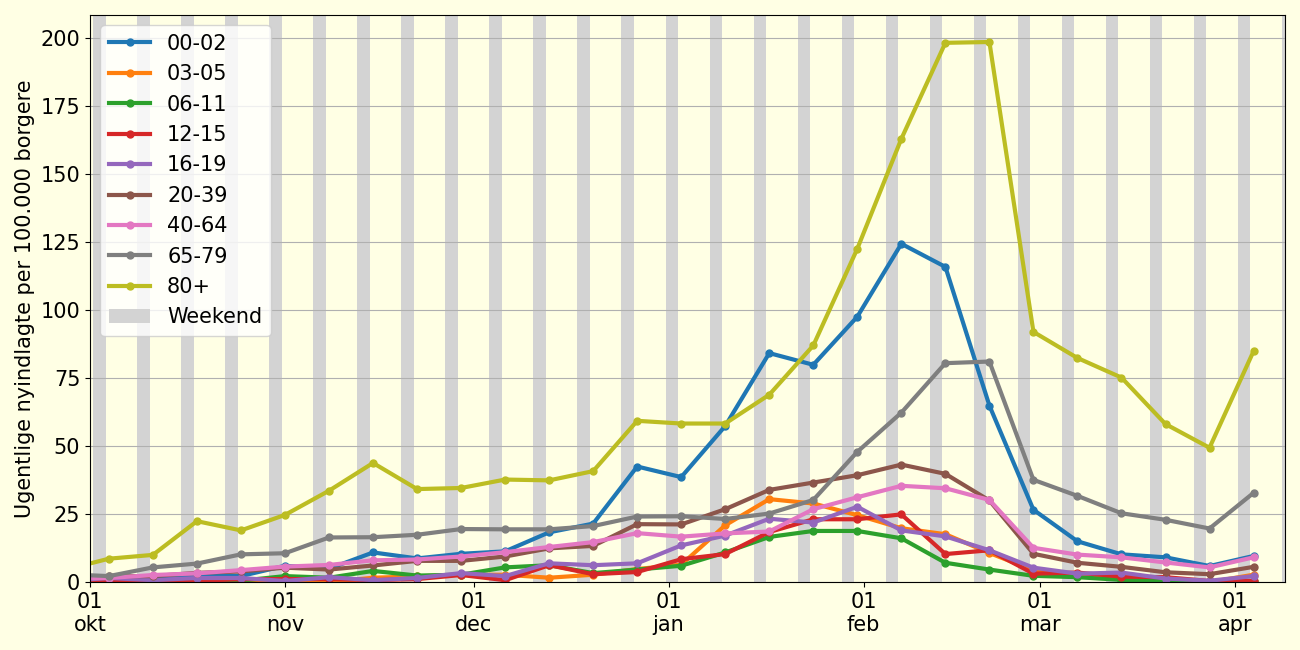 Ugentlige nyindlagte per 100.000 borgere
200
175
150
125
100
75
50
25
0
00-02
03-05
06-11
12-15
16-19
20-39
40-64
65-79
80+
Weekend
01
okt
01
nov
01
dec
01
jan
01
feb
01
mar
01
apr